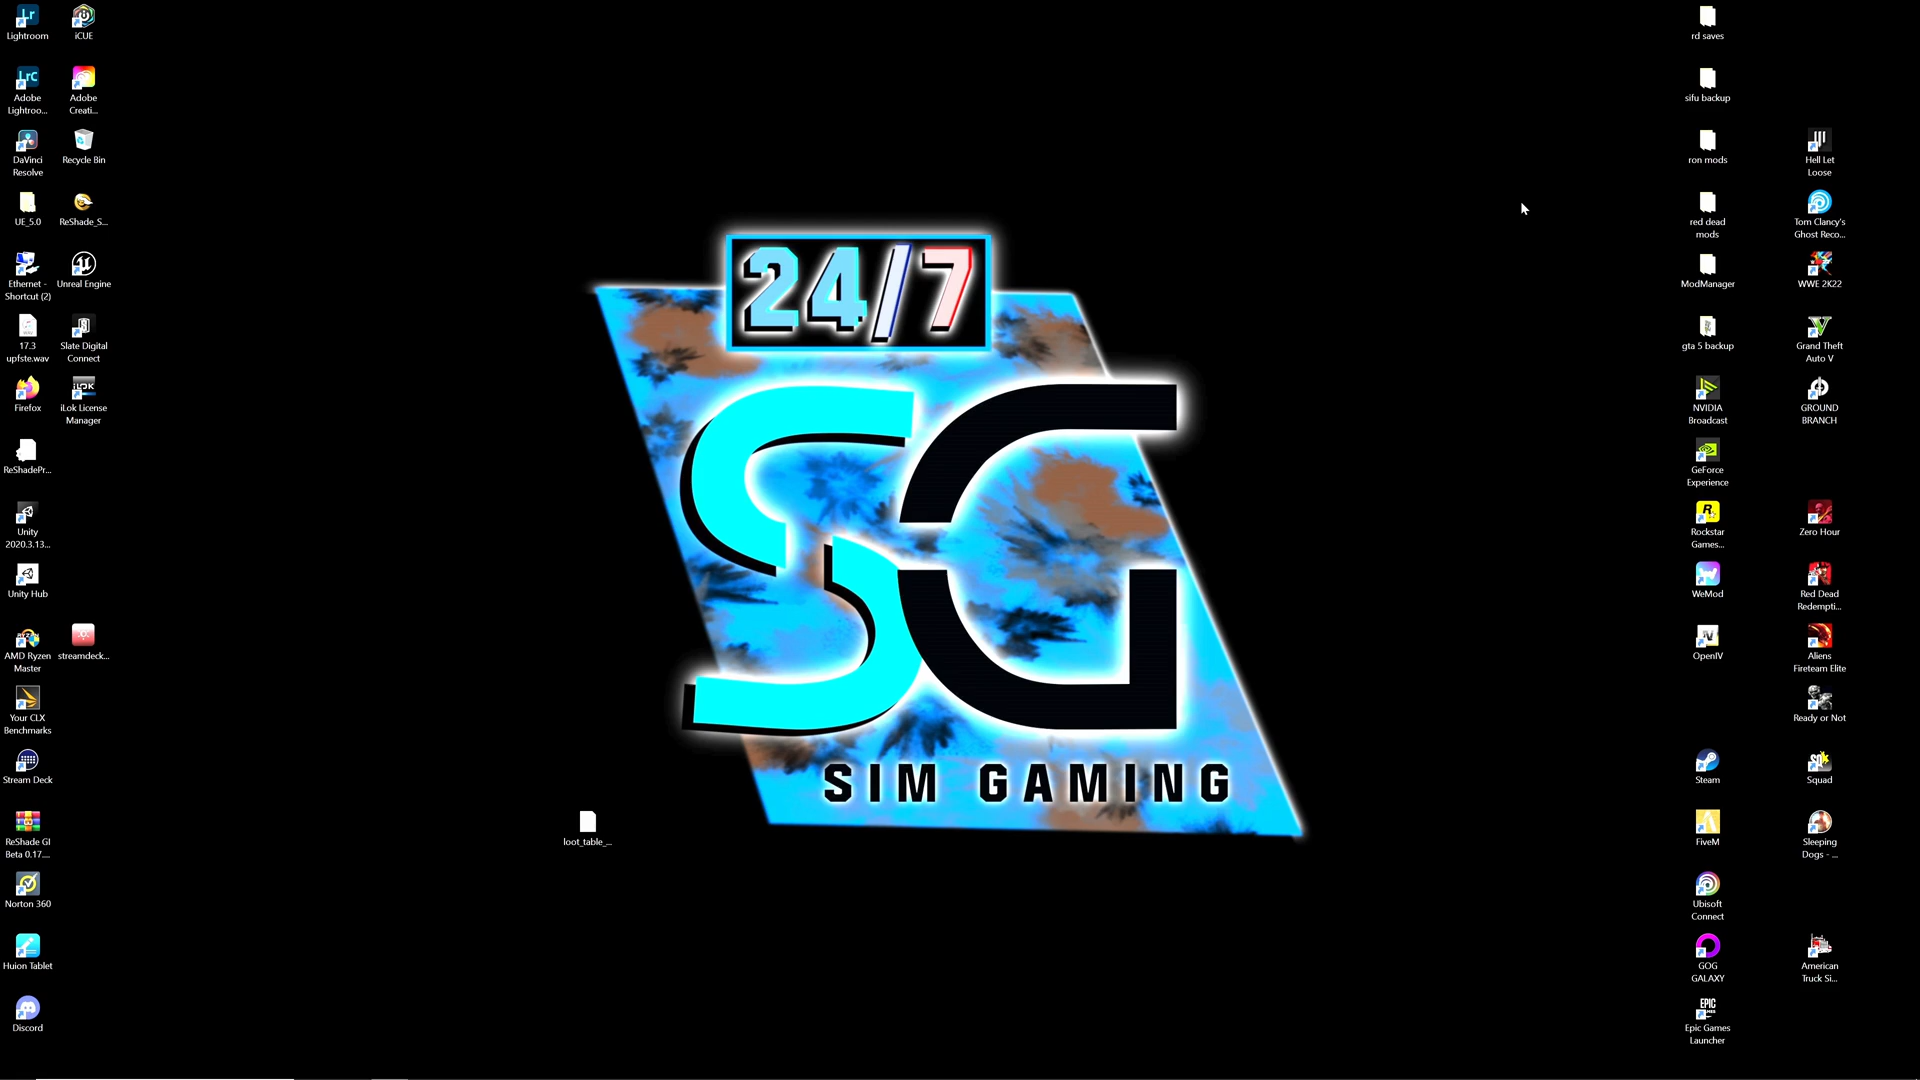 Lightroom
iCUE
Adobe
Lightroo...
Adobe
Creati...
DaVinci
Resolve
Recycle Bin
UE_5.0
ReShade_S...
Ethernet -
Shortcut (2)
Unreal Engine
17.3
upfste.wav
Slate Digital
Connect
Firefox
iLok License
Manager
ReShadePr...
Unity
2020.3.13...
Unity Hub
AMD Ryzen
Master
streamdeck...
Your CLX
Benchmarks
Stream Deck
ReShade GI
Beta 0.17....
Norton 360
Huion Tablet
Discord
24/7
SG
SIM GAMING
loot_table_...
rd saves
sifu backup
ron mods
Hell Let
Loose
red dead
mods
Tom Clancy's
Ghost Reco...
ModManager
WWE 2K22
gta 5 backup
Grand Theft
Auto V
NVIDIA
Broadcast
GROUND
BRANCH
GeForce
Experience
Rockstar
Games...
Zero Hour
WeMod
Red Dead
Redempti...
OpenIV
Aliens
Fireteam Elite
Ready or Not
Steam
Squad
FiveM
Sleeping
Dogs - ...
Ubisoft
Connect
GOG
GALAXY
American
Truck Si...
Epic Games
Launcher